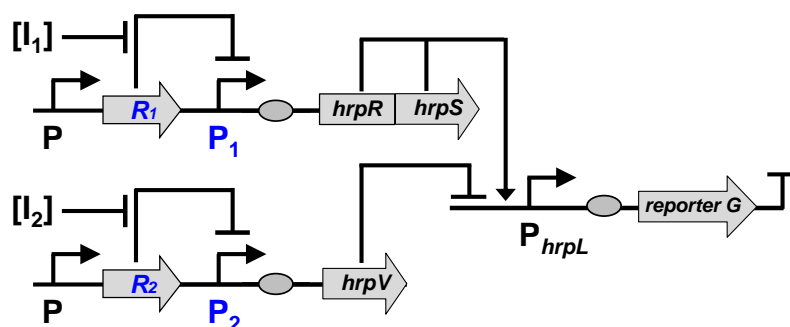 [I1]
R1
hrpR hrpS
P P1
[I2]
reporter G
PhrpL
R2
hrpV
P P2